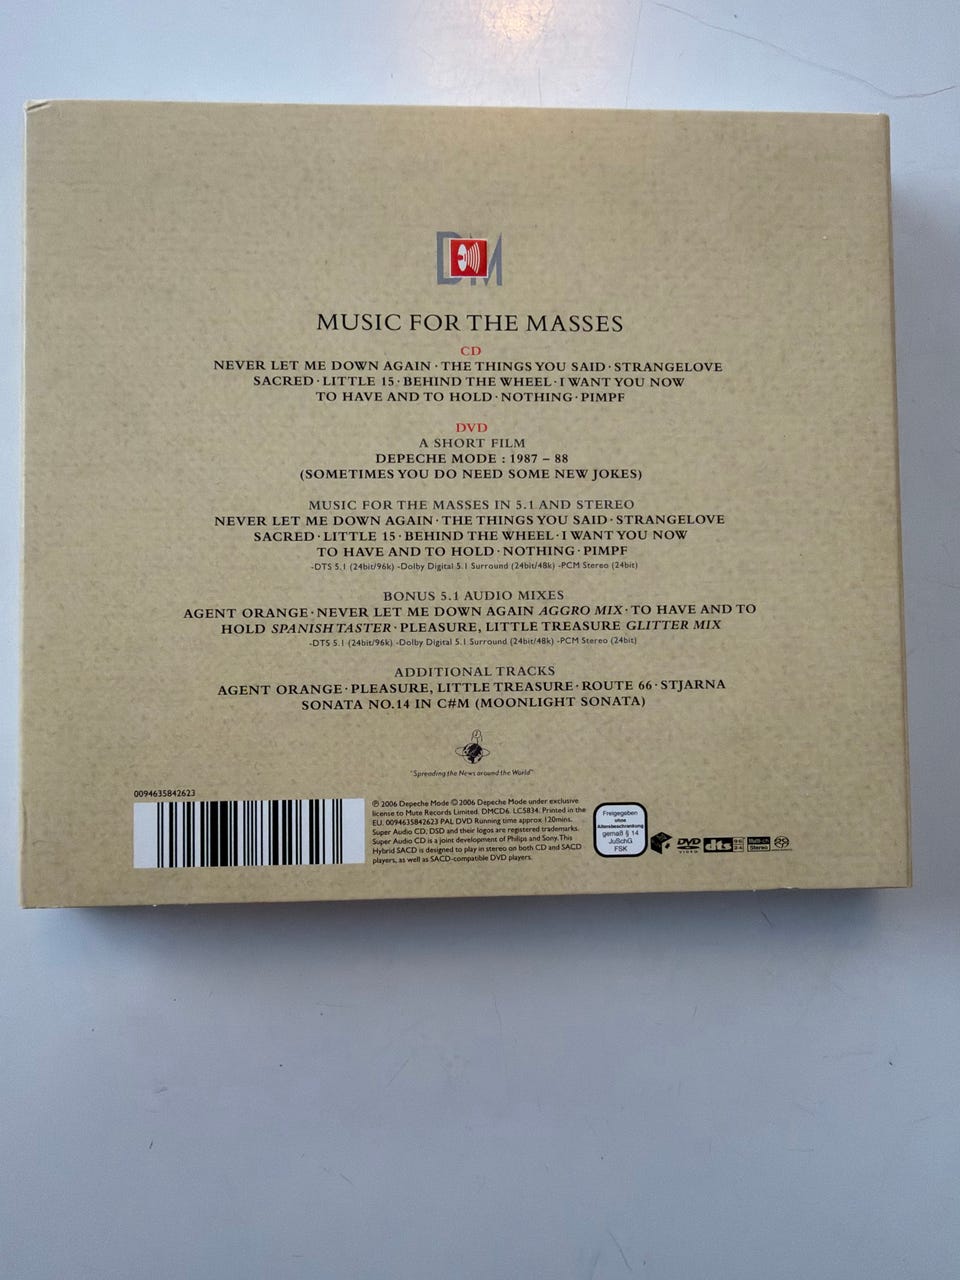 DM
MUSIC FOR THE MASSES
CD
NEVER LET ME DOWN AGAIN · THE THINGS YOU SAID · STRANGELOVE
SACRED · LITTLE 15 · BEHIND THE WHEEL · I WANT YOU NOW
TO HAVE AND TO HOLD · NOTHING · PIMPF
DVD
A SHORT FILM
DEPECHE MODE : 1987 – 88
(SOMETIMES YOU DO NEED SOME NEW JOKES)
MUSIC FOR THE MASSES IN 5.1 AND STEREO
NEVER LET ME DOWN AGAIN · THE THINGS YOU SAID · STRANGELOVE
SACRED · LITTLE 15 · BEHIND THE WHEEL · I WANT YOU NOW
TO HAVE AND TO HOLD · NOTHING · PIMPF
-DTS 5.1 (24bit/96k) -Dolby Digital 5.1 Surround (24bit/48k) -PCM Stereo (24bit)
BONUS 5.1 AUDIO MIXES
AGENT ORANGE · NEVER LET ME DOWN AGAIN AGGRO MIX · TO HAVE AND TO
HOLD SPANISH TASTER · PLEASURE, LITTLE TREASURE GLITTER MIX
-DTS 5.1 (24bit/96k) -Dolby Digital 5.1 Surround (24bit/48k) -PCM Stereo (24bit)
ADDITIONAL TRACKS
AGENT ORANGE · PLEASURE, LITTLE TREASURE · ROUTE 66 · STJARNA
SONATA NO.14 IN C#M (MOONLIGHT SONATA)
"Spreading the News around the World"
0094635842623
℗ 2006 Depeche Mode © 2006 Depeche Mode under exclusive
license to Mute Records Limited. DMCD6. LC5834. Printed in the
EU. 0094635842623 PAL DVD Running time approx 120mins.
Super Audio CD, DSD and their logos are registered trademarks.
Super Audio CD is a joint development of Philips and Sony. This
Hybrid SACD is designed to play in stereo on both CD and SACD
players, as well as SACD-compatible DVD players.
Freigegeben
ohne
Altersbeschränkung
gemäß § 14
JuSchG
FSK
DVD
VIDEO
dts 96/24
Multi-ch
Stereo